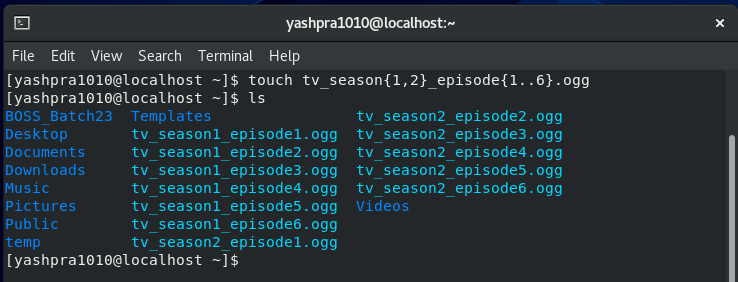 yashpra1010@localhost:~
File Edit View Search Terminal Help
[yashpra1010@localhost ~]$ touch tv_season{1,2}_episode{1..6}.ogg
[yashpra1010@localhost ~]$ ls
BOSS_Batch23  Templates                tv_season2_episode2.ogg
Desktop       tv_season1_episode1.ogg  tv_season2_episode3.ogg
Documents     tv_season1_episode2.ogg  tv_season2_episode4.ogg
Downloads     tv_season1_episode3.ogg  tv_season2_episode5.ogg
Music         tv_season1_episode4.ogg  tv_season2_episode6.ogg
Pictures      tv_season1_episode5.ogg  Videos
Public        tv_season1_episode6.ogg
temp          tv_season2_episode1.ogg
[yashpra1010@localhost ~]$